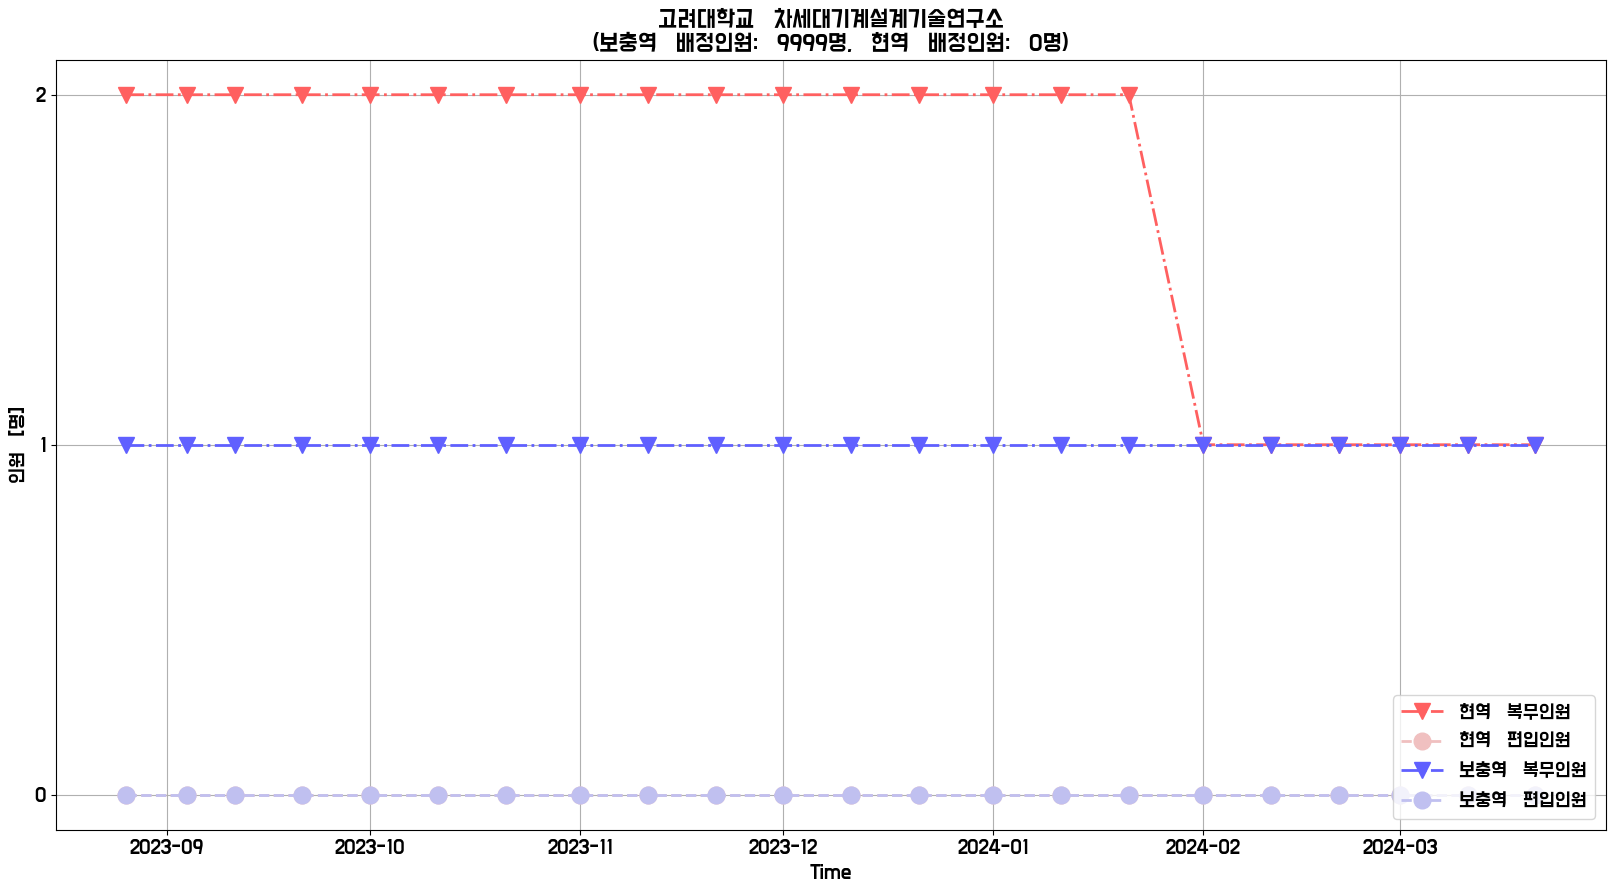 고려대학교 차세대기계설계기술연구소
(보충역 배정인원: 9999명, 현역 배정인원: 0명)
인원 [명]
2
1
0
2023-09 2023-10 2023-11 2023-12 2024-01 2024-02 2024-03
Time
현역 복무인원
현역 편입인원
보충역 복무인원
보충역 편입인원